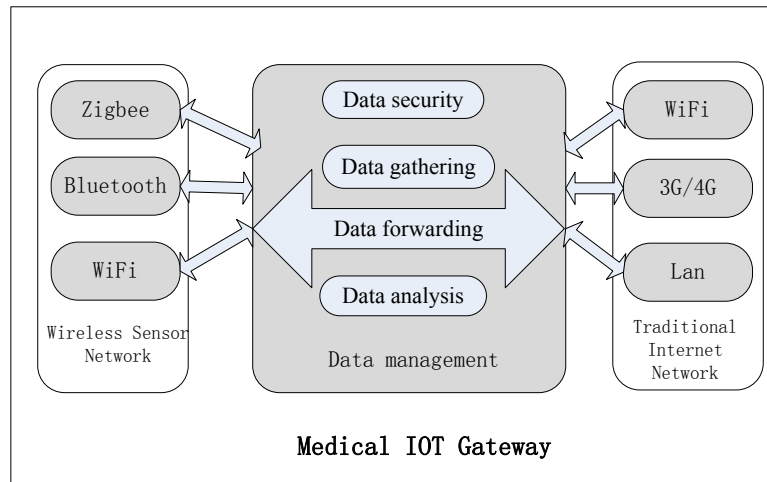 Zigbee
Bluetooth
WiFi
Wireless Sensor
Network
Data security
Data gathering
Data forwarding
Data analysis
Data management
WiFi
3G/4G
Lan
Traditional
Internet
Network
Medical IOT Gateway